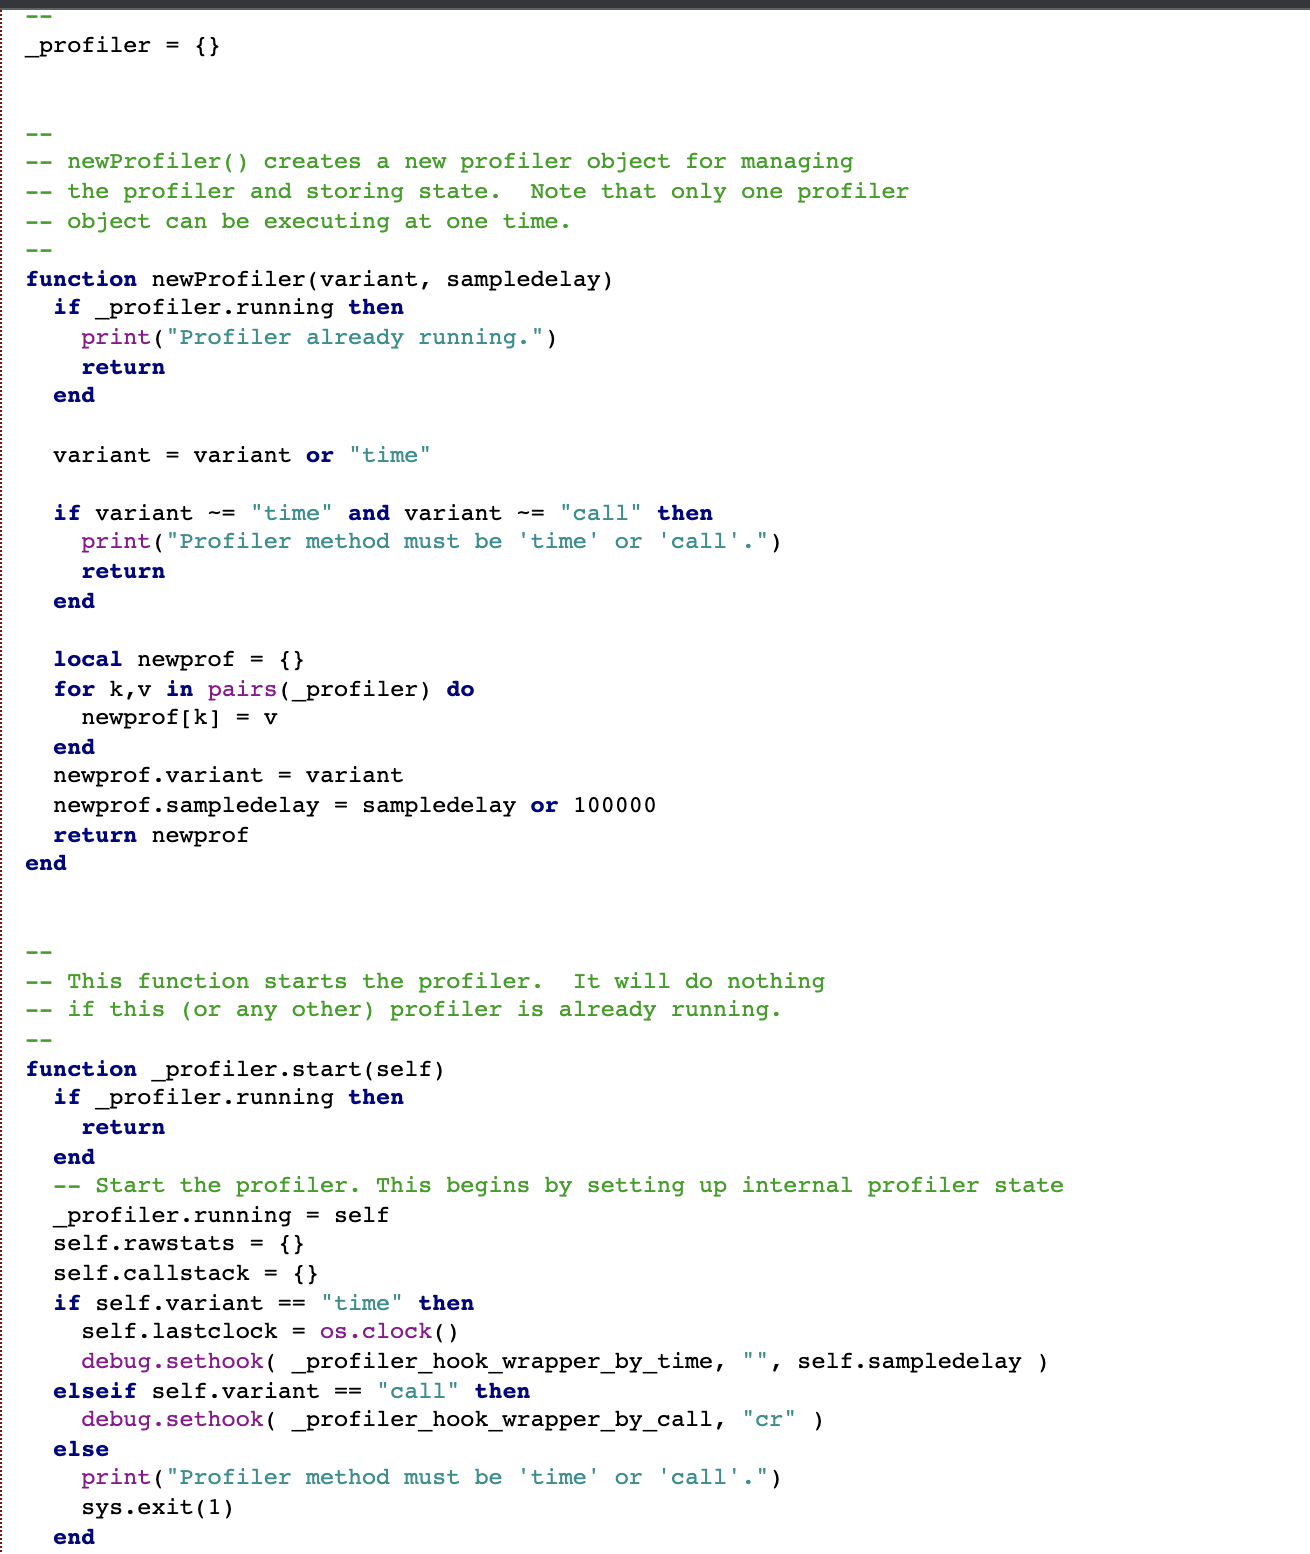 --
_profiler = {}
--
-- newProfiler() creates a new profiler object for managing
-- the profiler and storing state.  Note that only one profiler
-- object can be executing at one time.
--
function newProfiler(variant, sampledelay)
  if _profiler.running then
    print("Profiler already running.")
    return
  end
  variant = variant or "time"
  if variant ~= "time" and variant ~= "call" then
    print("Profiler method must be 'time' or 'call'.")
    return
  end
  local newprof = {}
  for k,v in pairs(_profiler) do
    newprof[k] = v
  end
  newprof.variant = variant
  newprof.sampledelay = sampledelay or 100000
  return newprof
end
--
-- This function starts the profiler.  It will do nothing
-- if this (or any other) profiler is already running.
--
function _profiler.start(self)
  if _profiler.running then
    return
  end
  -- Start the profiler. This begins by setting up internal profiler state
  _profiler.running = self
  self.rawstats = {}
  self.callstack = {}
  if self.variant == "time" then
    self.lastclock = os.clock()
    debug.sethook( _profiler_hook_wrapper_by_time, "", self.sampledelay )
  elseif self.variant == "call" then
    debug.sethook( _profiler_hook_wrapper_by_call, "cr" )
  else
    print("Profiler method must be 'time' or 'call'.")
    sys.exit(1)
  end